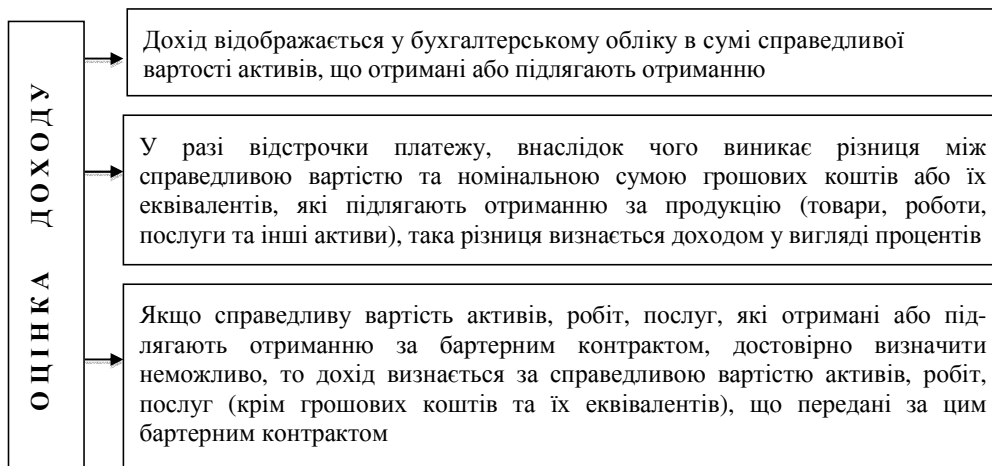 ОЦІНКА ДОХОДУ
Дохід відображається у бухгалтерському обліку в сумі справедливої
вартості активів, що отримані або підлягають отриманню
У разі відстрочки платежу, внаслідок чого виникає різниця між
справедливою вартістю та номінальною сумою грошових коштів або їх
еквівалентів, які підлягають отриманню за продукцію (товари, роботи,
послуги та інші активи), така різниця визнається доходом у вигляді процентів
Якщо справедливу вартість активів, робіт, послуг, які отримані або під-
лягають отриманню за бартерним контрактом, достовірно визначити
неможливо, то дохід визнається за справедливою вартістю активів, робіт,
послуг (крім грошових коштів та їх еквівалентів), що передані за цим
бартерним контрактом